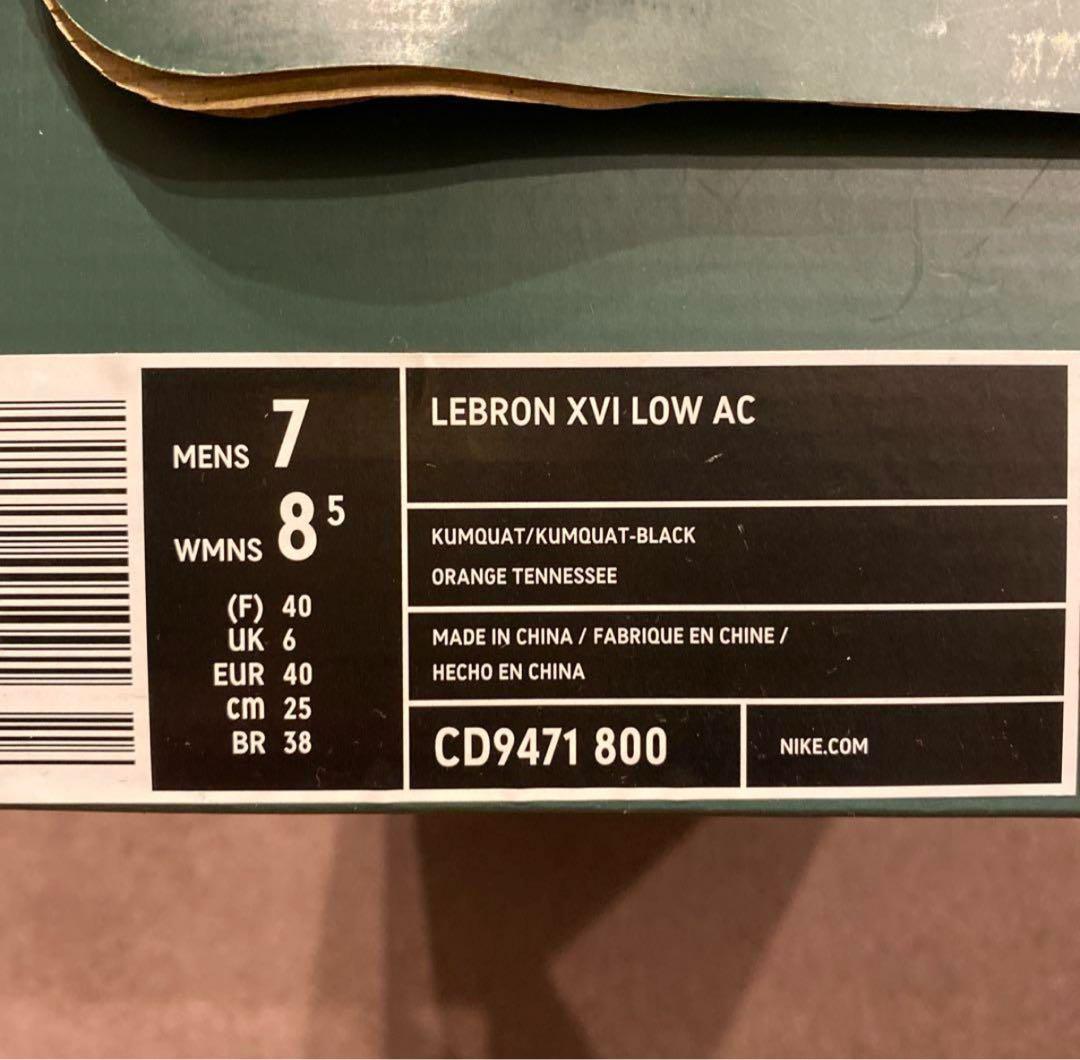 MENS 7
WMNS 8 5
(F) 40
UK 6
EUR 40
cm 25
BR 38
LEBRON XVI LOW AC
KUMQUAT/KUMQUAT-BLACK
ORANGE TENNESSEE
MADE IN CHINA / FABRIQUE EN CHINE /
HECHO EN CHINA
CD9471 800
NIKE.COM